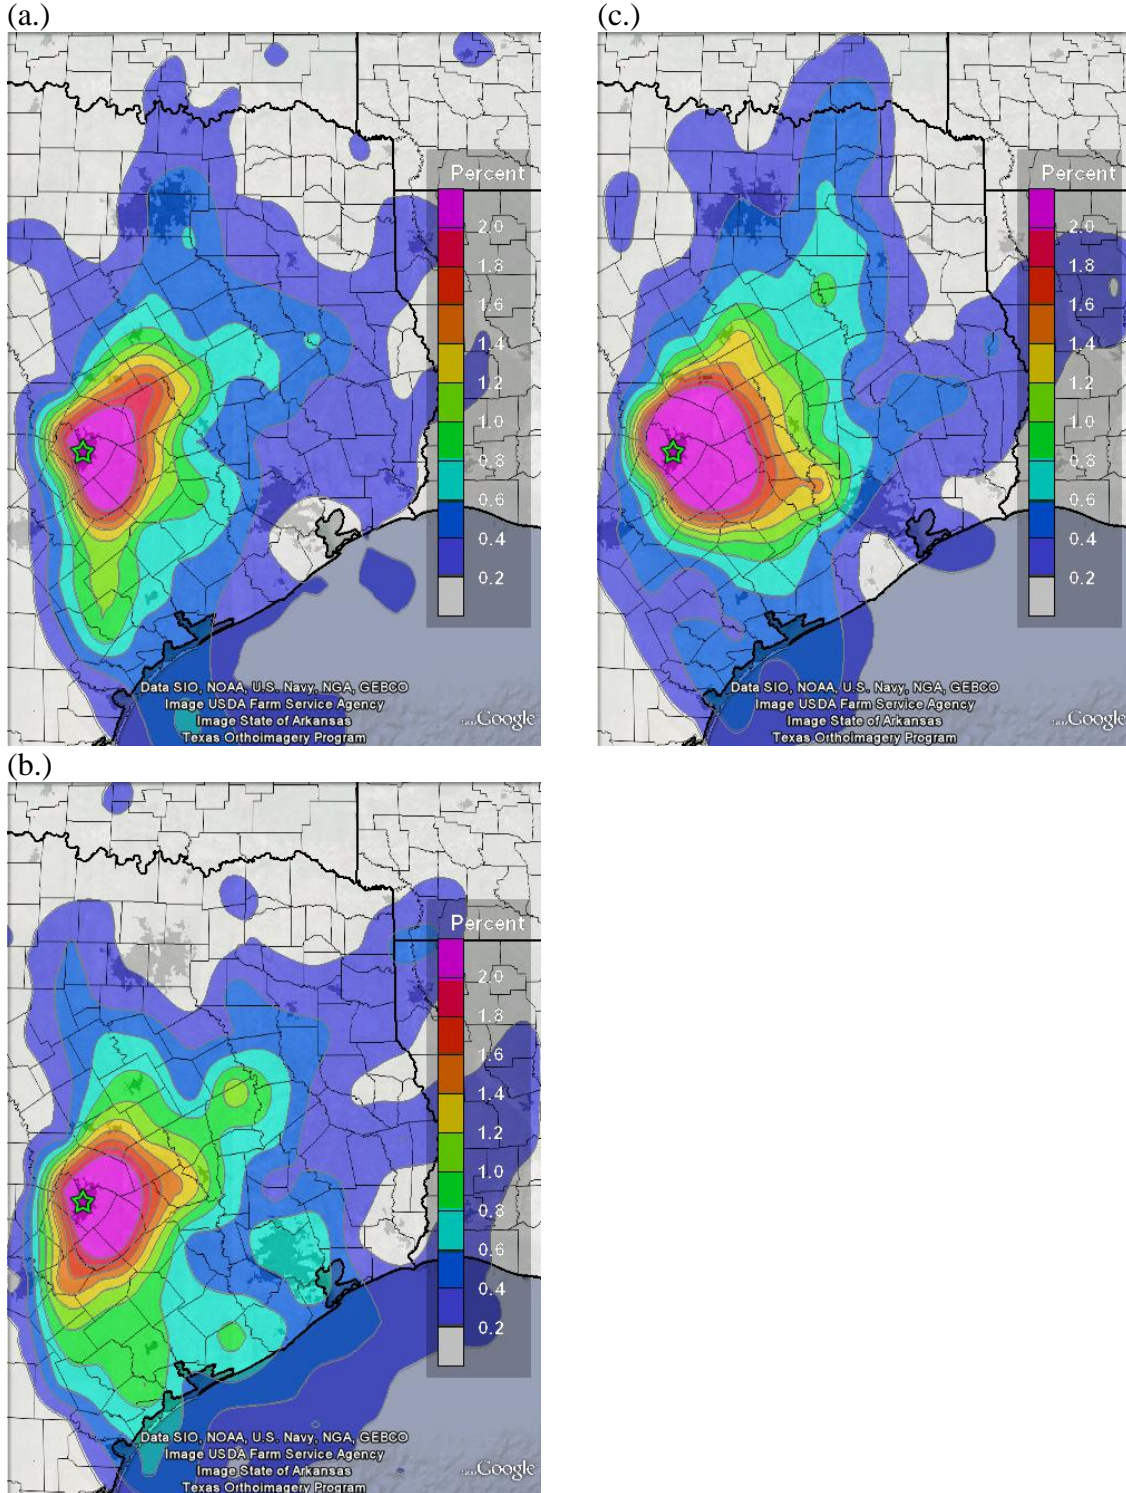 (a.)
Percent
2.0
1.8
1.6
1.4
1.2
1.0
0.8
0.6
0.4
0.2
Data SIO, NOAA, U.S. Navy, NGA, GEBCO
Image USDA Farm Service Agency
Image State of Arkansas
Texas Orthoimagery Program
Google
(c.)
Percent
2.0
1.8
1.6
1.4
1.2
1.0
0.8
0.6
0.4
0.2
Data SIO, NOAA, U.S. Navy, NGA, GEBCO
Image USDA Farm Service Agency
Image State of Arkansas
Texas Orthoimagery Program
Google
(b.)
Percent
2.0
1.8
1.6
1.4
1.2
1.0
0.8
0.6
0.4
0.2
Data SIO, NOAA, U.S. Navy, NGA, GEBCO
Image USDA Farm Service Agency
Image State of Arkansas
Texas Orthoimagery Program
Google